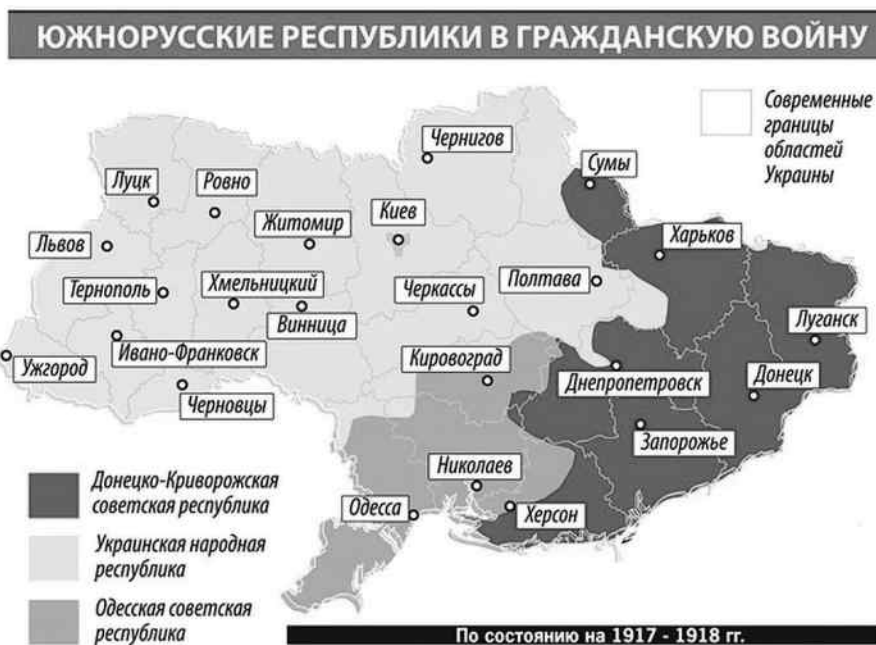 ЮЖНОРУССКИЕ РЕСПУБЛИКИ В ГРАЖДАНСКУЮ ВОЙНУ
Современные
границы
областей
Украины
Чернигов
Сумы
Луцк
Ровно
Житомир
Киев
Харьков
Львов
Тернополь
Хмельницкий
Черкассы
Полтава
Винница
Луганск
Ужгород
Ивано-Франковск
Кировоград
Днепропетровск
Донецк
Черновцы
Запорожье
Николаев
Одесса
Херсон
Донецко-Криворожская
советская республика
Украинская народная
республика
Одесская советская
республика
По состоянию на 1917 - 1918 гг.